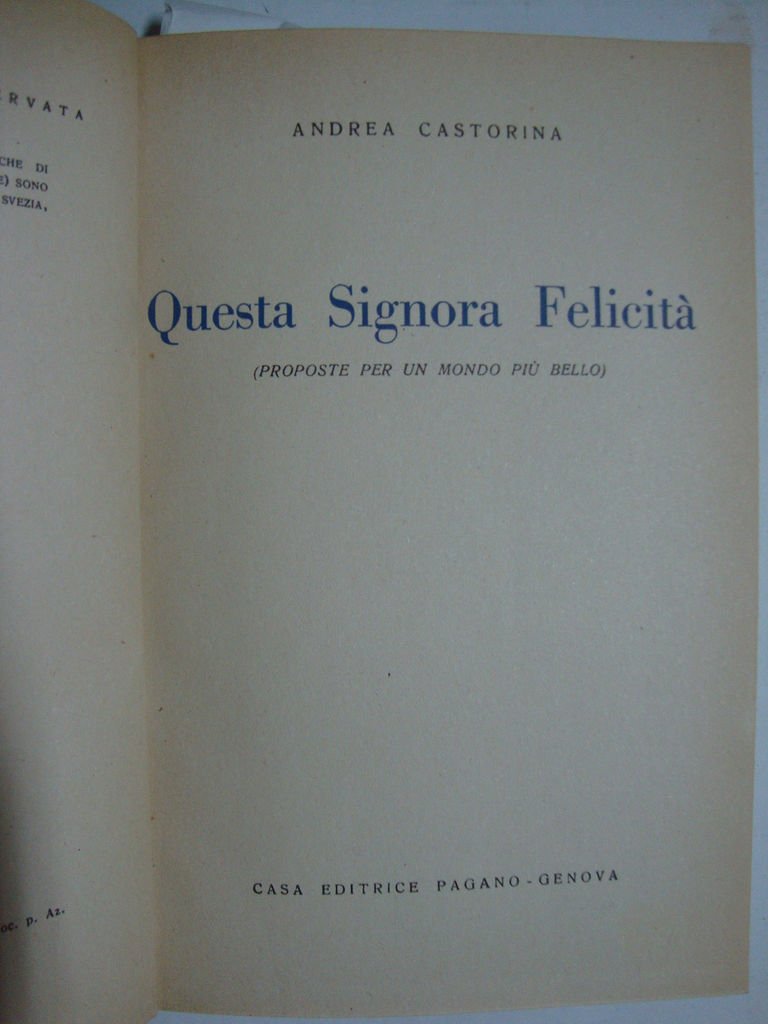 RVATA
CHE DI
E) SONO
SVEZIA,
oc. p. Az.
ANDREA CASTORINA
Questa Signora Felicità
(PROPOSTE PER UN MONDO PIÙ BELLO)
CASA EDITRICE PAGANO - GENOVA